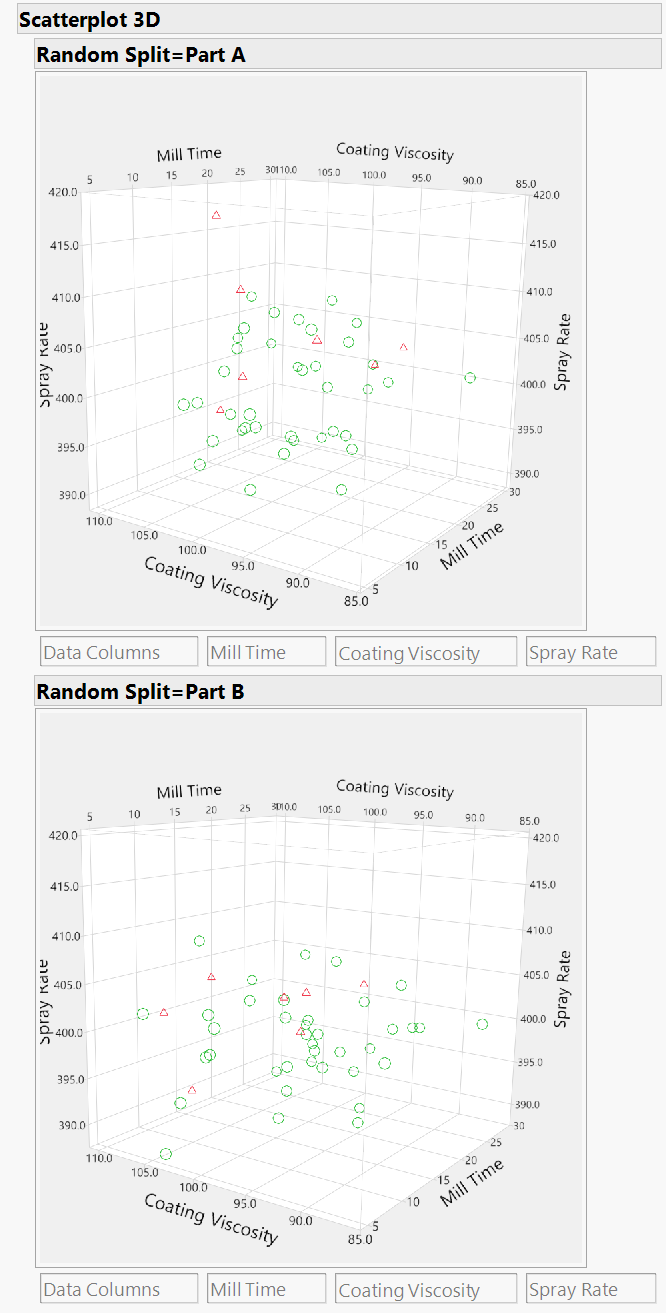 Scatterplot 3D
Random Split=Part A
Mill Time Coating Viscosity
5 10 15 20 25 30 110.0 105.0 100.0 95.0 90.0 85.0
420.0 420.0
415.0 415.0
410.0 410.0
405.0 405.0
400.0 400.0
395.0 395.0
390.0 390.0
Spray Rate Spray Rate
110.0 105.0 100.0 95.0 90.0 85.0
5 10 15 20 25 30
Coating Viscosity Mill Time
Data Columns Mill Time Coating Viscosity Spray Rate
Random Split=Part B
Mill Time Coating Viscosity
5 10 15 20 25 30 110.0 105.0 100.0 95.0 90.0 85.0
420.0 420.0
415.0 415.0
410.0 410.0
405.0 405.0
400.0 400.0
395.0 395.0
390.0 390.0
Spray Rate Spray Rate
110.0 105.0 100.0 95.0 90.0 85.0
5 10 15 20 25 30
Coating Viscosity Mill Time
Data Columns Mill Time Coating Viscosity Spray Rate